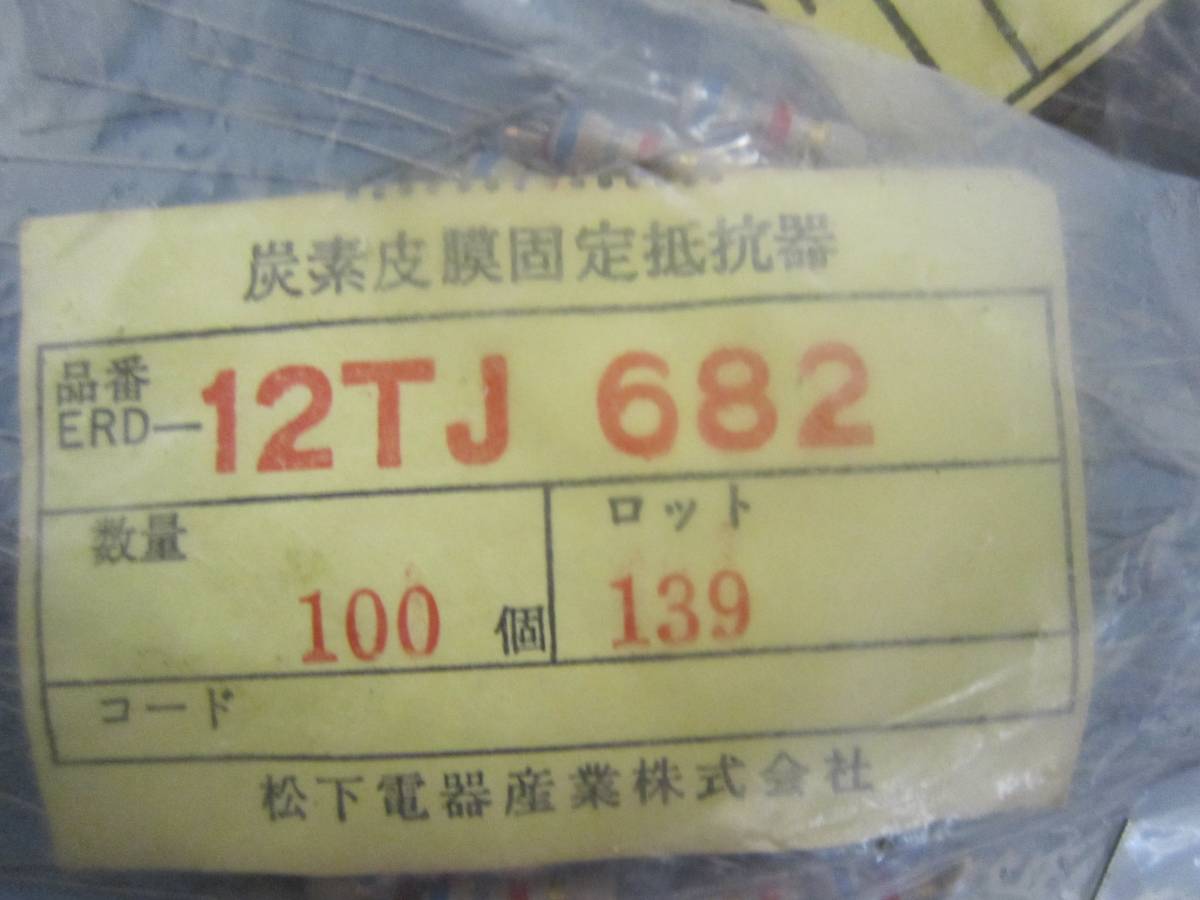 炭素皮膜固定抵抗器
品番
ERD-12TJ 682
数量
100 個
ロット
139
コード
松下電器産業株式会社